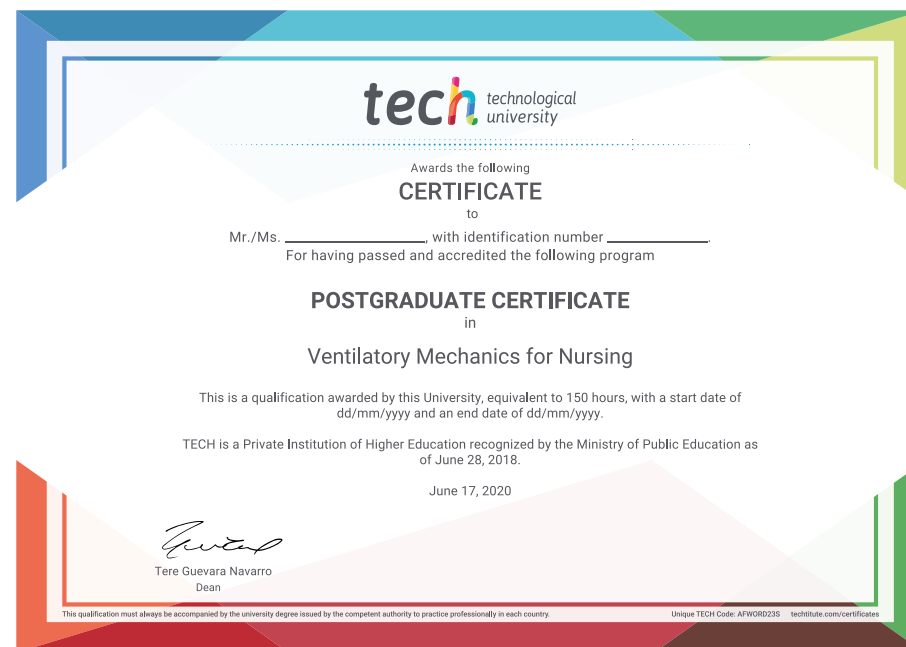 tech technological
university
Awards the following
CERTIFICATE
to
Mr./Ms. ____________________, with identification number ______________.
For having passed and accredited the following program
POSTGRADUATE CERTIFICATE
in
Ventilatory Mechanics for Nursing
This is a qualification awarded by this University, equivalent to 150 hours, with a start date of
dd/mm/yyyy and an end date of dd/mm/yyyy.
TECH is a Private Institution of Higher Education recognized by the Ministry of Public Education as
of June 28, 2018.
June 17, 2020
Tere Guevara Navarro
Dean
This qualification must always be accompanied by the university degree issued by the competent authority to practice professionally in each country.
Unique TECH Code: AFWORD23S techtitute.com/certificates